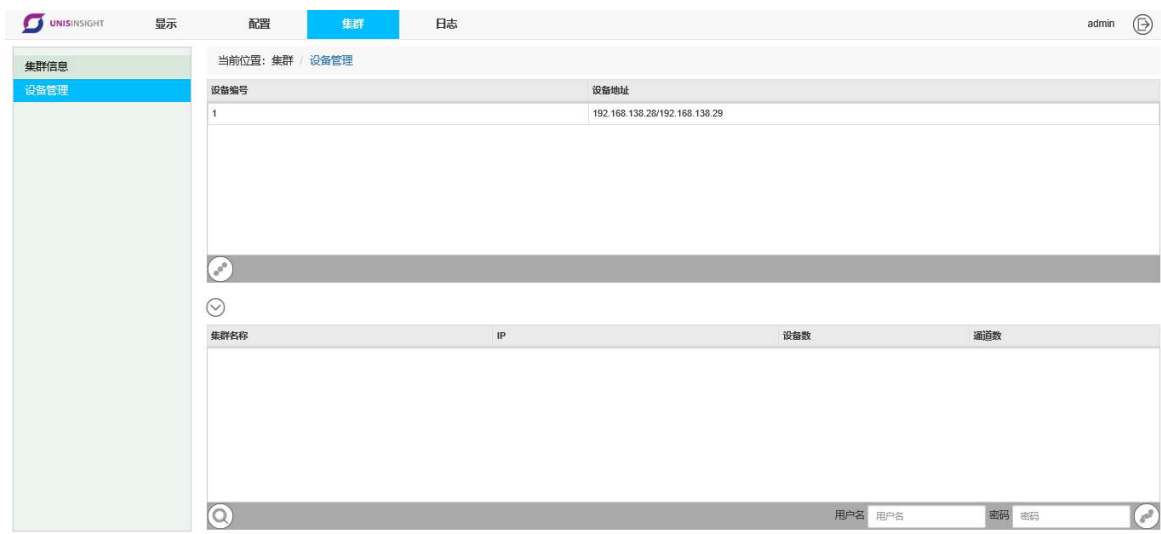 UNISINSIGHT 显示 配置 集群 日志 admin
集群信息
设备管理
当前位置：集群 / 设备管理
设备编号 设备地址
1 192.168.138.28/192.168.138.29
集群名称 IP 设备数 通道数
用户名 用户名 密码 密码